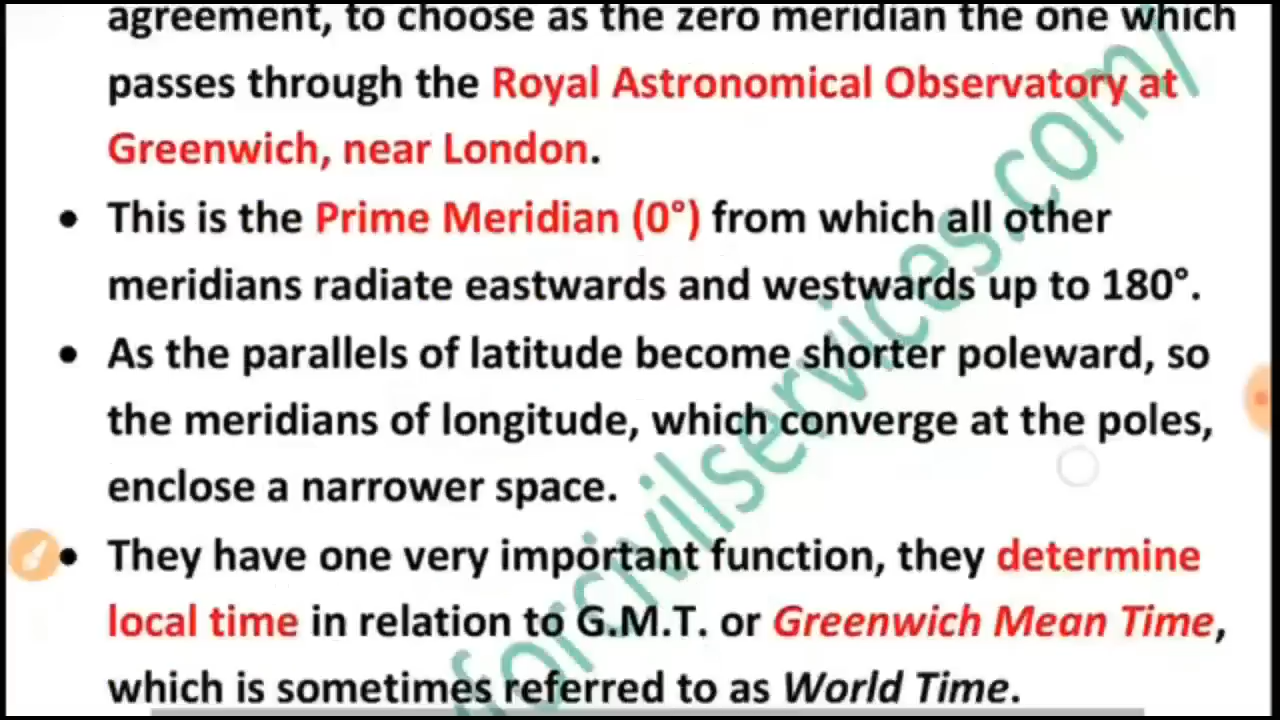 agreement, to choose as the zero meridian the one which
passes through the Royal Astronomical Observatory at
Greenwich, near London.
• This is the Prime Meridian (0°) from which all other
meridians radiate eastwards and westwards up to 180°.
• As the parallels of latitude become shorter poleward, so
the meridians of longitude, which converge at the poles,
enclose a narrower space.
• They have one very important function, they determine
local time in relation to G.M.T. or Greenwich Mean Time,
which is sometimes referred to as World Time.
forcivilservices.com/